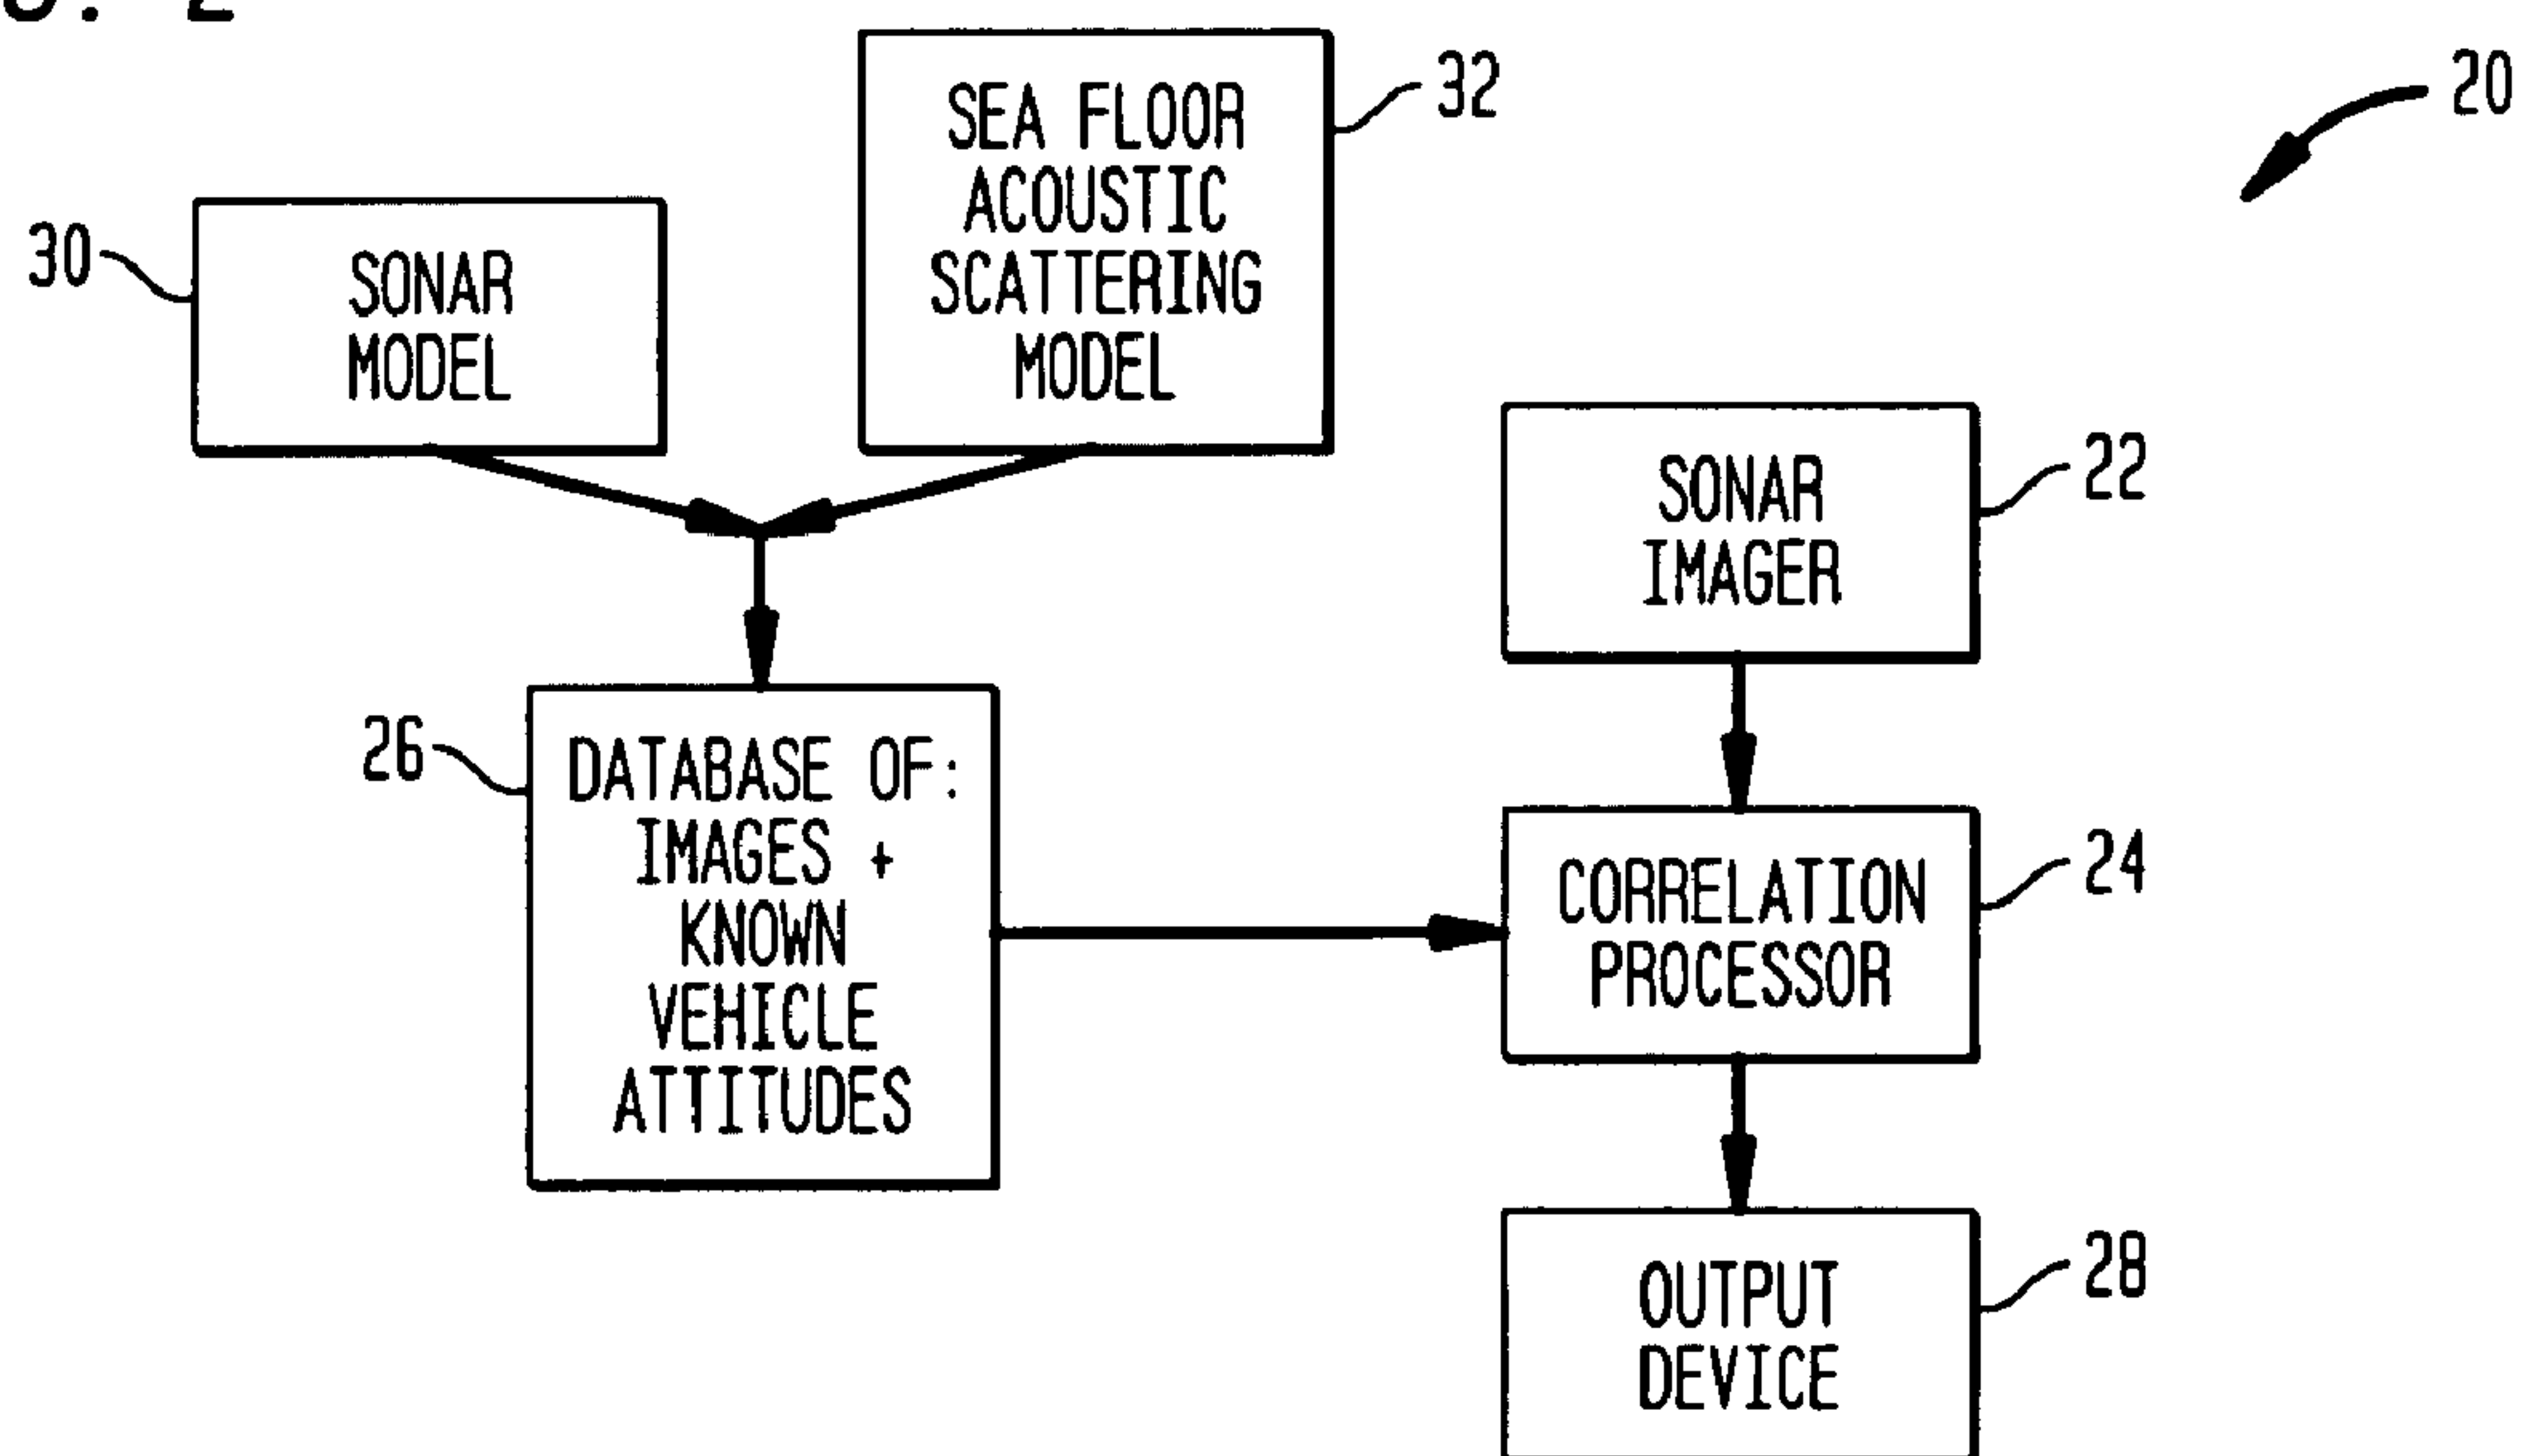 32
20
SEA FLOOR
ACOUSTIC
SCATTERING
MODEL
30
SONAR
MODEL
22
SONAR
IMAGER
26
DATABASE OF:
IMAGES +
KNOWN
VEHICLE
ATTITUDES
24
CORRELATION
PROCESSOR
28
OUTPUT
DEVICE